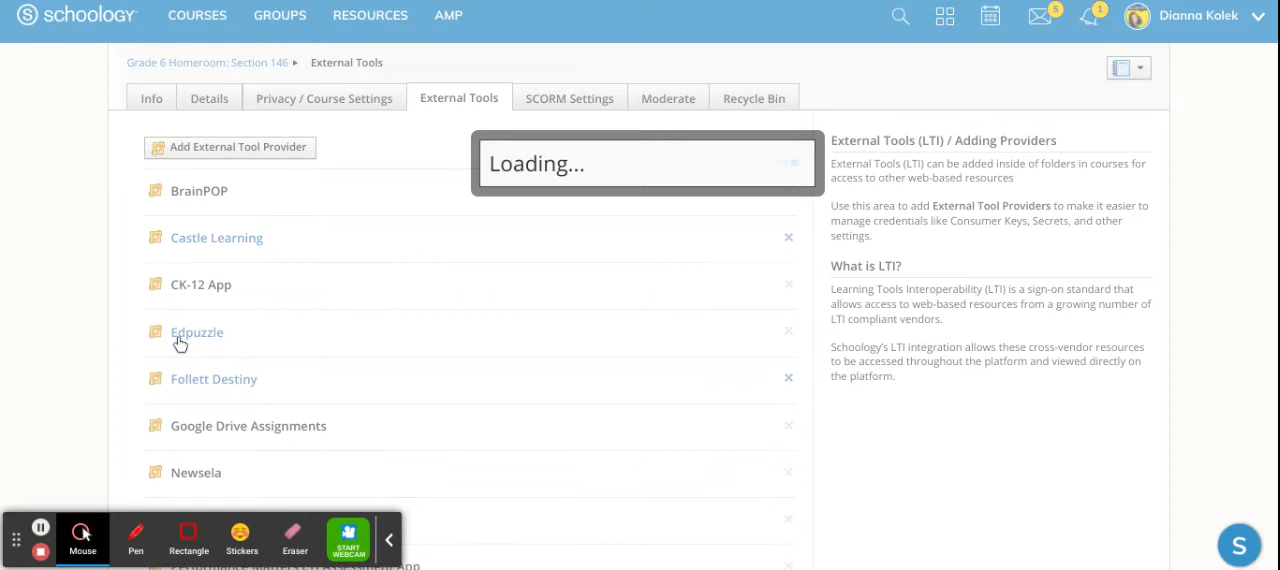 schoology COURSES GROUPS RESOURCES AMP 5 1 Dianna Kolek
Grade 6 Homeroom: Section 146 ▸ External Tools
Info Details Privacy / Course Settings External Tools SCORM Settings Moderate Recycle Bin
Add External Tool Provider
Loading...
BrainPOP
Castle Learning
CK-12 App
Edpuzzle
Follett Destiny
Google Drive Assignments
Newsela
Performance Matters LTI Assessment App
External Tools (LTI) / Adding Providers
External Tools (LTI) can be added inside of folders in courses for
access to other web-based resources
Use this area to add External Tool Providers to make it easier to
manage credentials like Consumer Keys, Secrets, and other
settings.
What is LTI?
Learning Tools Interoperability (LTI) is a sign-on standard that
allows access to web-based resources from a growing number of
LTI compliant vendors.
Schoology's LTI integration allows these cross-vendor resources
to be accessed throughout the platform and viewed directly on
the platform.
Mouse Pen Rectangle Stickers Eraser START
WEBCAM
S